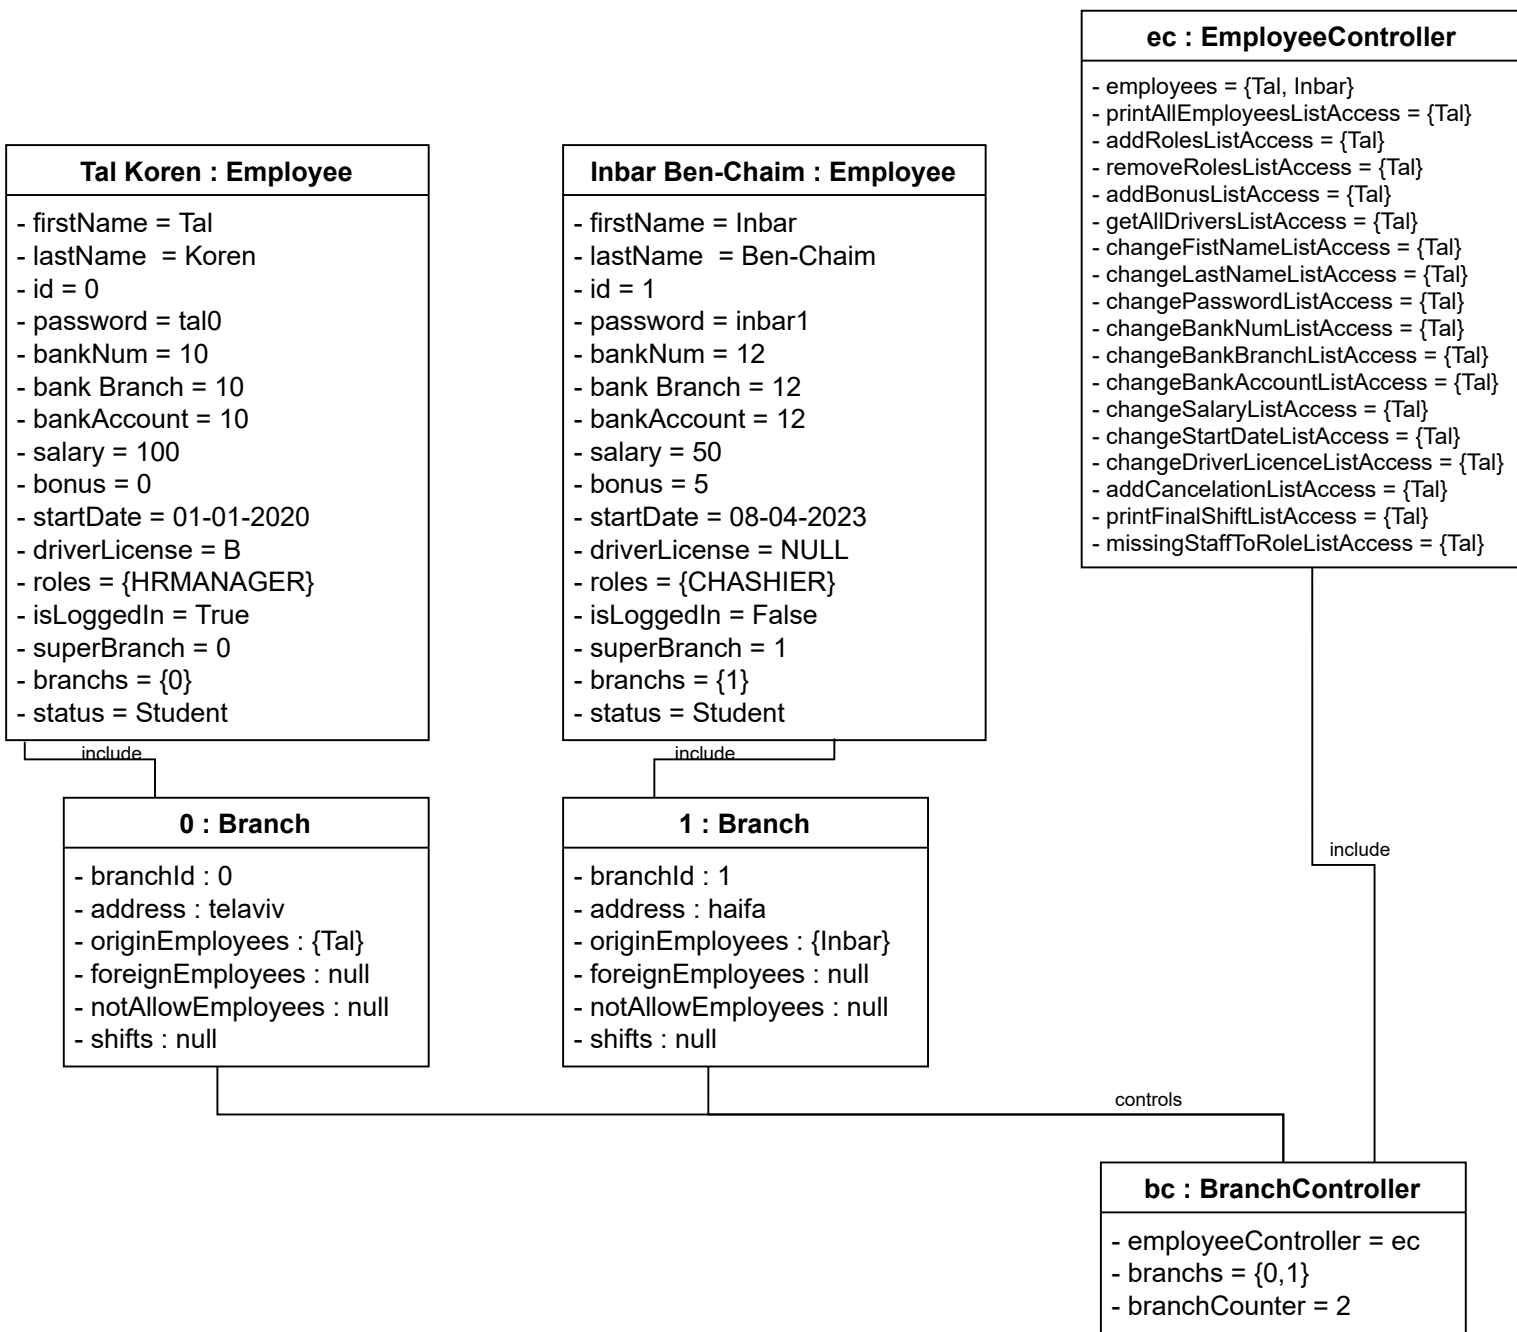 ec : EmployeeController
- employees = {Tal, Inbar}
- printAllEmployeesListAccess = {Tal}
- addRolesListAccess = {Tal}
- removeRolesListAccess = {Tal}
- addBonusListAccess = {Tal}
- getAllDriversListAccess = {Tal}
- changeFistNameListAccess = {Tal}
- changeLastNameListAccess = {Tal}
- changePasswordListAccess = {Tal}
- changeBankNumListAccess = {Tal}
- changeBankBranchListAccess = {Tal}
- changeBankAccountListAccess = {Tal}
- changeSalaryListAccess = {Tal}
- changeStartDateListAccess = {Tal}
- changeDriverLicenceListAccess = {Tal}
- addCancelationListAccess = {Tal}
- printFinalShiftListAccess = {Tal}
- missingStaffToRoleListAccess = {Tal}
Tal Koren : Employee
- firstName = Tal
- lastName  = Koren
- id = 0
- password = tal0
- bankNum = 10
- bank Branch = 10
- bankAccount = 10
- salary = 100
- bonus = 0
- startDate = 01-01-2020
- driverLicense = B
- roles = {HRMANAGER}
- isLoggedIn = True
- superBranch = 0
- branchs = {0}
- status = Student
Inbar Ben-Chaim : Employee
- firstName = Inbar
- lastName  = Ben-Chaim
- id = 1
- password = inbar1
- bankNum = 12
- bank Branch = 12
- bankAccount = 12
- salary = 50
- bonus = 5
- startDate = 08-04-2023
- driverLicense = NULL
- roles = {CHASHIER}
- isLoggedIn = False
- superBranch = 1
- branchs = {1}
- status = Student
include
include
0 : Branch
- branchId : 0
- address : telaviv
- originEmployees : {Tal}
- foreignEmployees : null
- notAllowEmployees : null
- shifts : null
1 : Branch
- branchId : 1
- address : haifa
- originEmployees : {Inbar}
- foreignEmployees : null
- notAllowEmployees : null
- shifts : null
include
controls
bc : BranchController
- employeeController = ec
- branchs = {0,1}
- branchCounter = 2